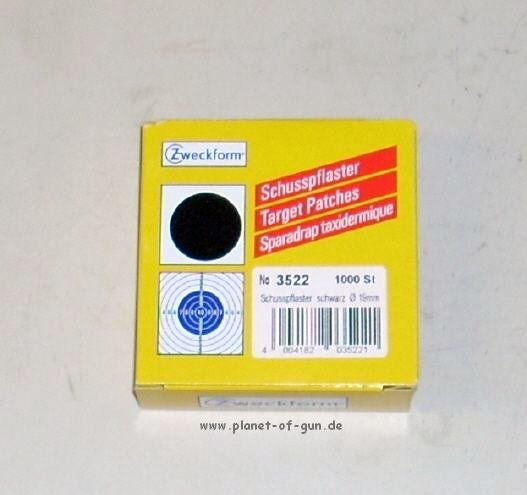 Zweckform
Schusspflaster
Target Patches
Sparadrap taxidermique
No 3522 1000 St
Schusspflaster schwarz Ø 19mm
4 004182 035221
Zweckform
www.planet-of-gun.de